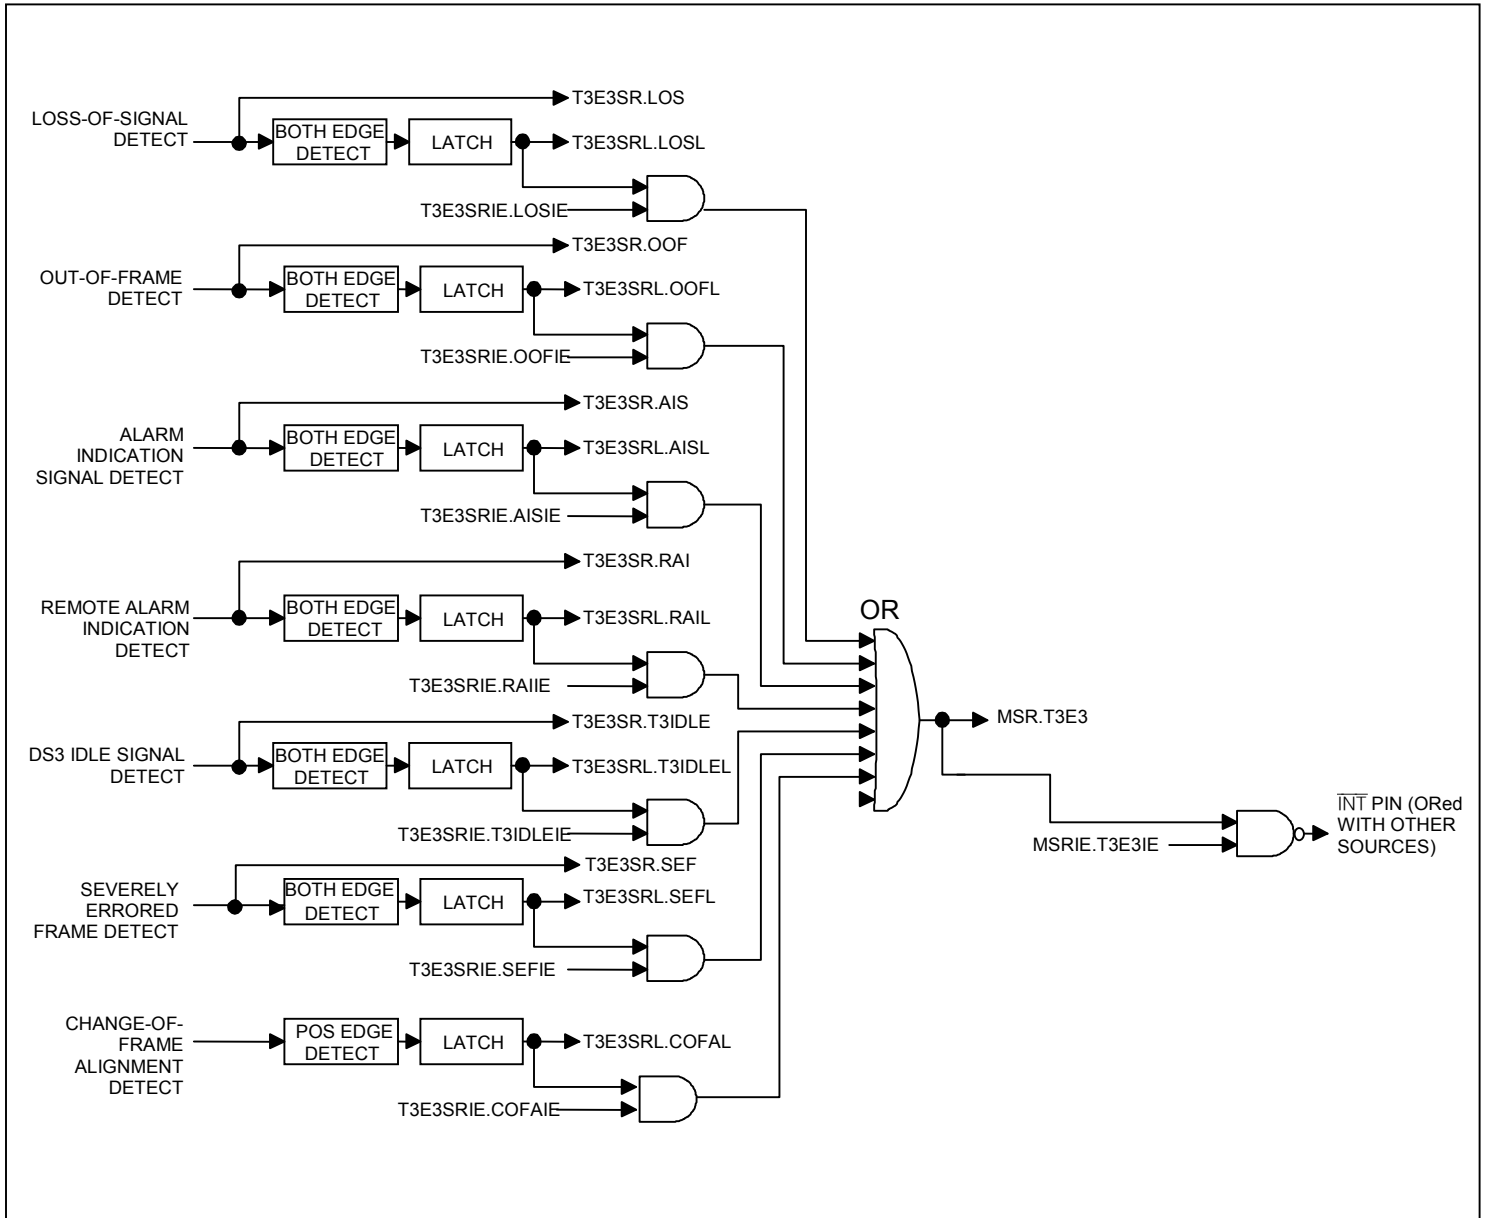 LOSS-OF-SIGNAL
DETECT
BOTH EDGE
DETECT
LATCH
T3E3SR.LOS
T3E3SRL.LOSL
T3E3SRIE.LOSIE
OUT-OF-FRAME
DETECT
BOTH EDGE
DETECT
LATCH
T3E3SR.OOF
T3E3SRL.OOFL
T3E3SRIE.OOFIE
ALARM
INDICATION
SIGNAL DETECT
BOTH EDGE
DETECT
LATCH
T3E3SR.AIS
T3E3SRL.AISL
T3E3SRIE.AISIE
REMOTE ALARM
INDICATION
DETECT
BOTH EDGE
DETECT
LATCH
T3E3SR.RAI
T3E3SRL.RAIL
T3E3SRIE.RAIIE
DS3 IDLE SIGNAL
DETECT
BOTH EDGE
DETECT
LATCH
T3E3SR.T3IDLE
T3E3SRL.T3IDLEL
T3E3SRIE.T3IDLEIE
SEVERELY
ERRORED
FRAME DETECT
BOTH EDGE
DETECT
LATCH
T3E3SR.SEF
T3E3SRL.SEFL
T3E3SRIE.SEFIE
CHANGE-OF-
FRAME
ALIGNMENT
DETECT
POS EDGE
DETECT
LATCH
T3E3SRL.COFAL
T3E3SRIE.COFAIE
OR
MSR.T3E3
MSRIE.T3E3IE
INT PIN (ORed
WITH OTHER
SOURCES)